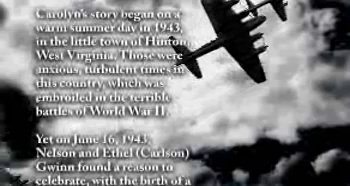 Carolyn's story began on a
warm summer day in 1943,
in the little town of Hinton,
West Virginia. Those were
anxious, turbulent times in
this country which was
embroiled in the terrible
battles of World War II.
Yet on June 16, 1943,
Nelson and Ethel (Carlson)
Gwinn found a reason to
celebrate, with the birth of a